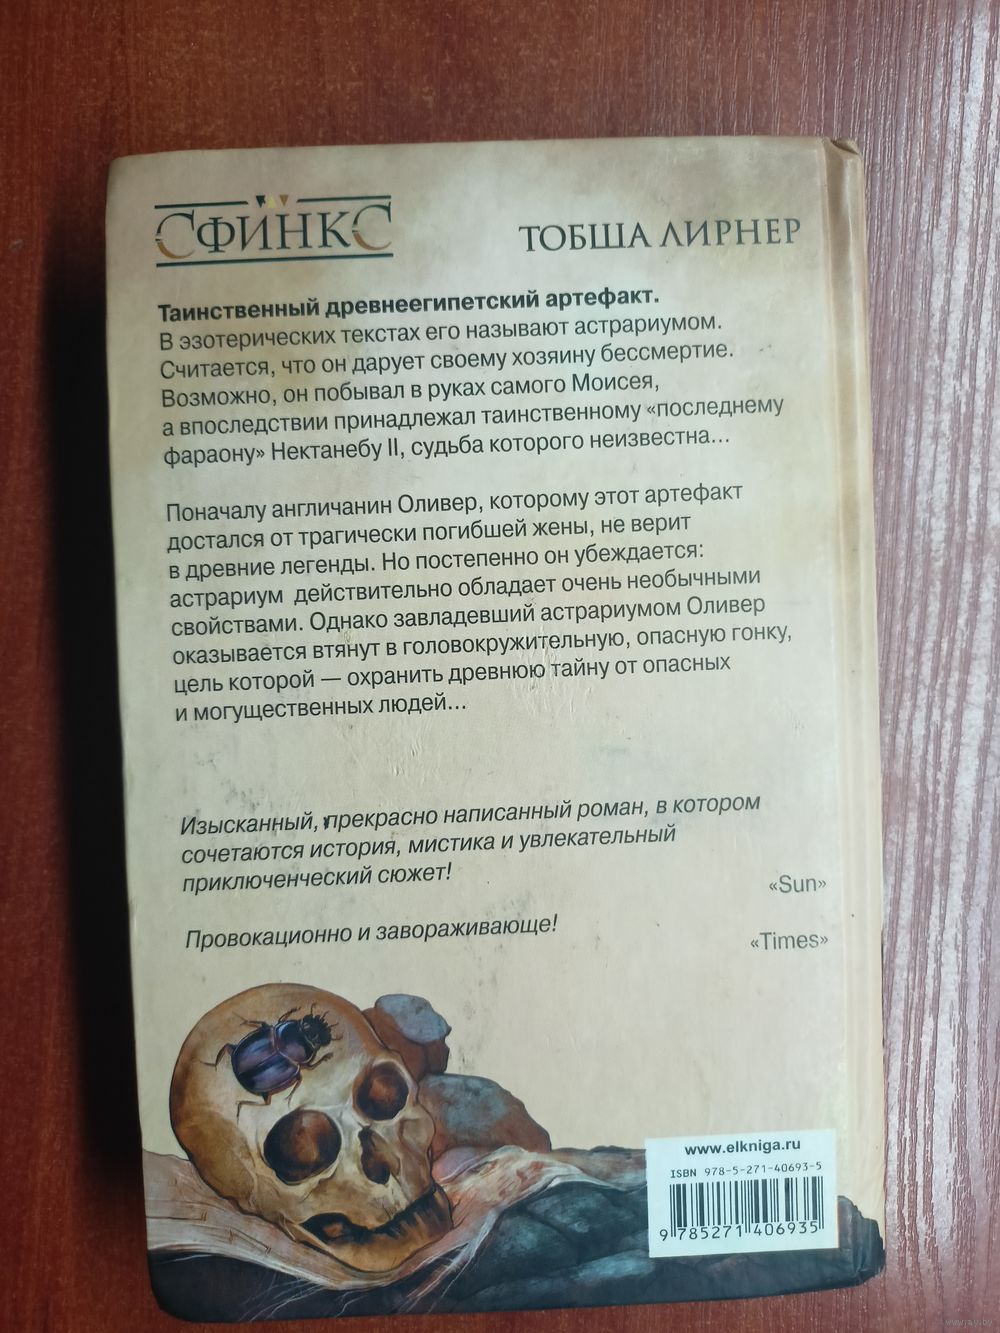 СФИНКС
ТОБША ЛИРНЕР
Таинственный древнеегипетский артефакт.
В эзотерических текстах его называют астрариумом.
Считается, что он дарует своему хозяину бессмертие.
Возможно, он побывал в руках самого Моисея,
а впоследствии принадлежал таинственному «последнему
фараону» Нектанебу II, судьба которого неизвестна...
Поначалу англичанин Оливер, которому этот артефакт
достался от трагически погибшей жены, не верит
в древние легенды. Но постепенно он убеждается:
астрариум действительно обладает очень необычными
свойствами. Однако завладевший астрариумом Оливер
оказывается втянут в головокружительную, опасную гонку,
цель которой — охранить древнюю тайну от опасных
и могущественных людей...
Изысканный, прекрасно написанный роман, в котором
сочетаются история, мистика и увлекательный
приключенческий сюжет!
«Sun»
Провокационно и завораживающе!
«Times»
www.elkniga.ru
ISBN 978-5-271-40693-5
9 785271 406935
www.ay.by